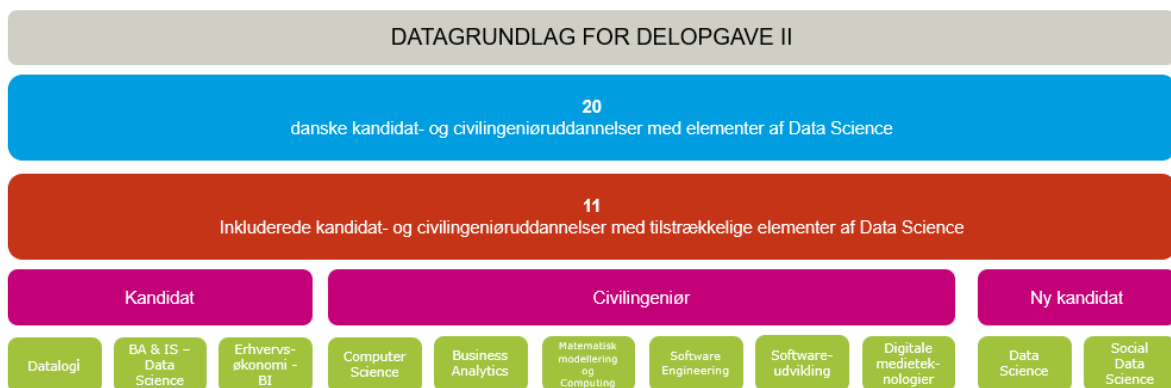 DATAGRUNDLAG FOR DELOPGAVE II
20
danske kandidat- og civilingeniøruddannelser med elementer af Data Science
11
Inkluderede kandidat- og civilingeniøruddannelser med tilstrækkelige elementer af Data Science
Kandidat
Civilingeniør
Ny kandidat
Datalogi
BA & IS –
Data
Science
Erhvervs-
økonomi -
BI
Computer
Science
Business
Analytics
Matematisk
modellering
og
Computing
Software
Engineering
Software-
udvikling
Digitale
medietek-
nologier
Data
Science
Social
Data
Science